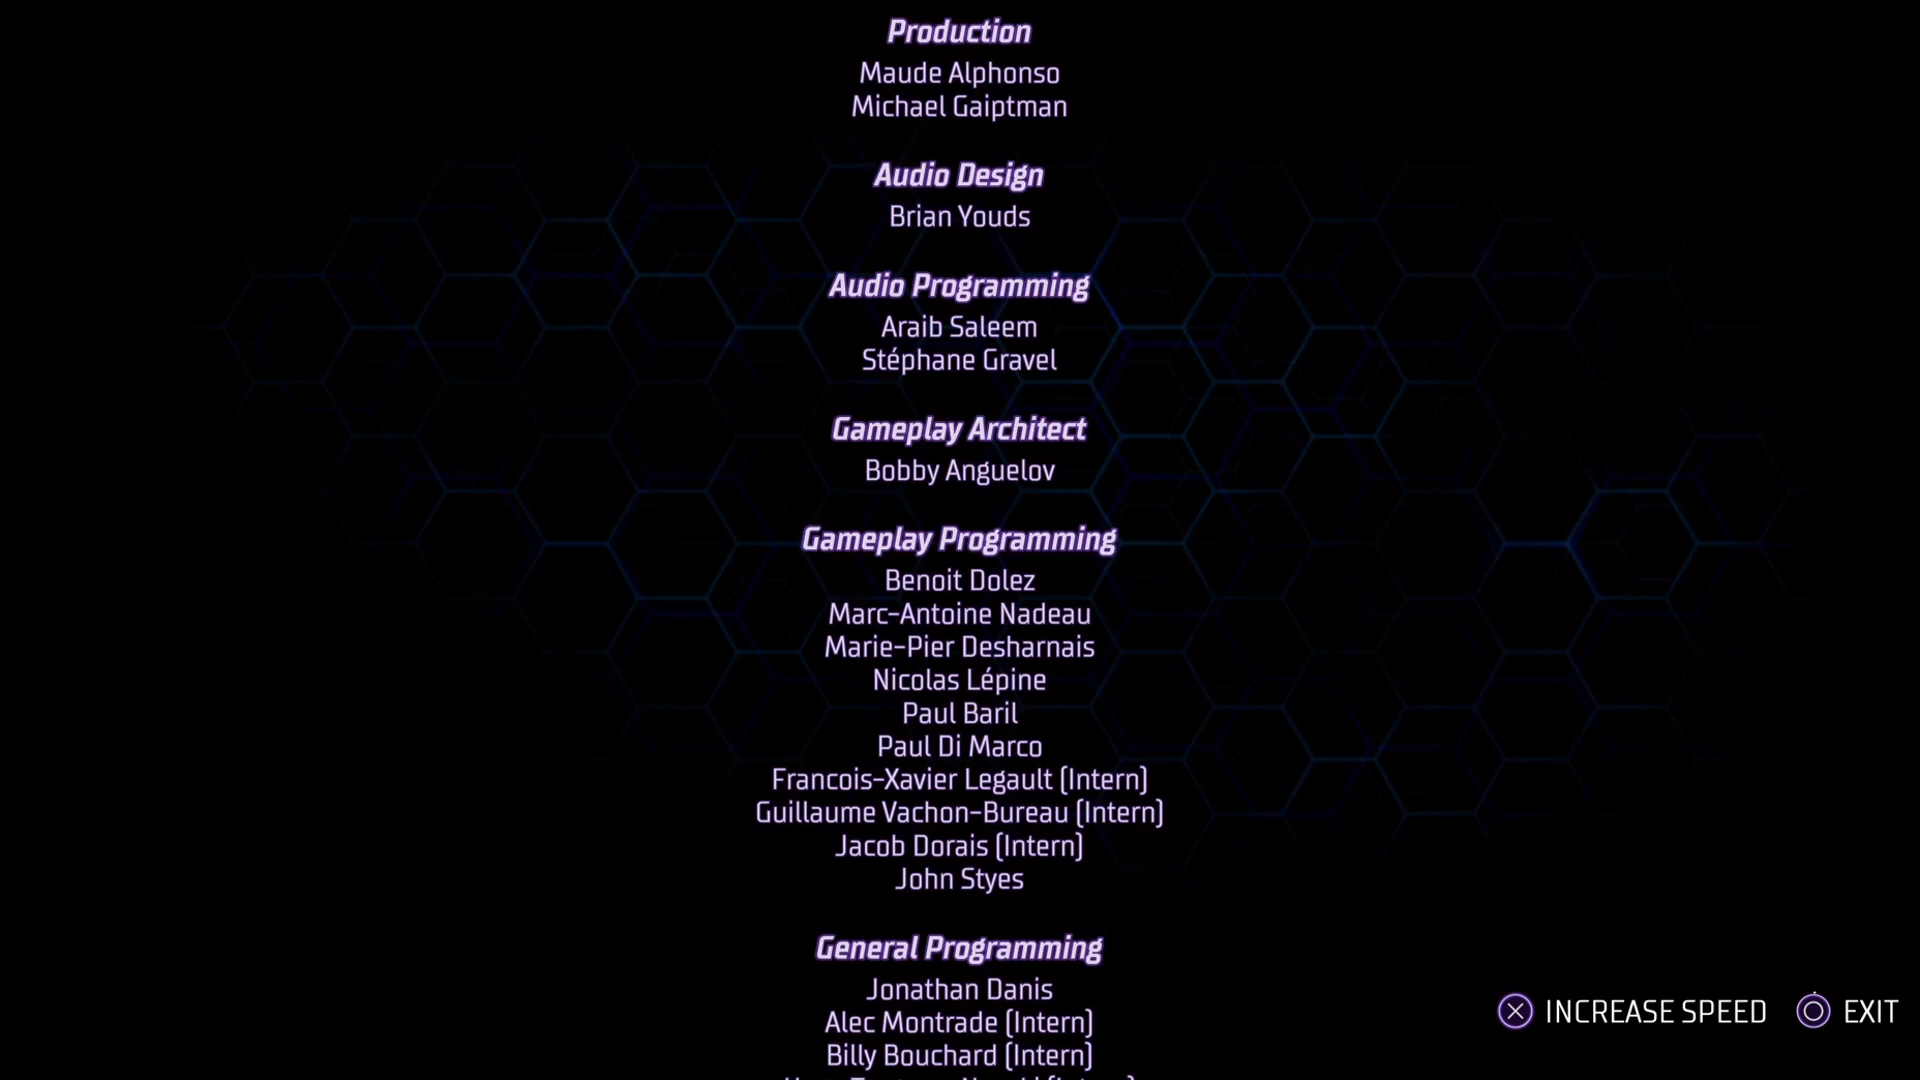 Production
Maude Alphonso
Michael Gaiptman
Audio Design
Brian Youds
Audio Programming
Araib Saleem
Stéphane Gravel
Gameplay Architect
Bobby Anguelov
Gameplay Programming
Benoit Dolez
Marc-Antoine Nadeau
Marie-Pier Desharnais
Nicolas Lépine
Paul Baril
Paul Di Marco
Francois-Xavier Legault (Intern)
Guillaume Vachon-Bureau (Intern)
Jacob Dorais (Intern)
John Styes
General Programming
Jonathan Danis
Alec Montrade (Intern)
Billy Bouchard (Intern)
INCREASE SPEED
EXIT